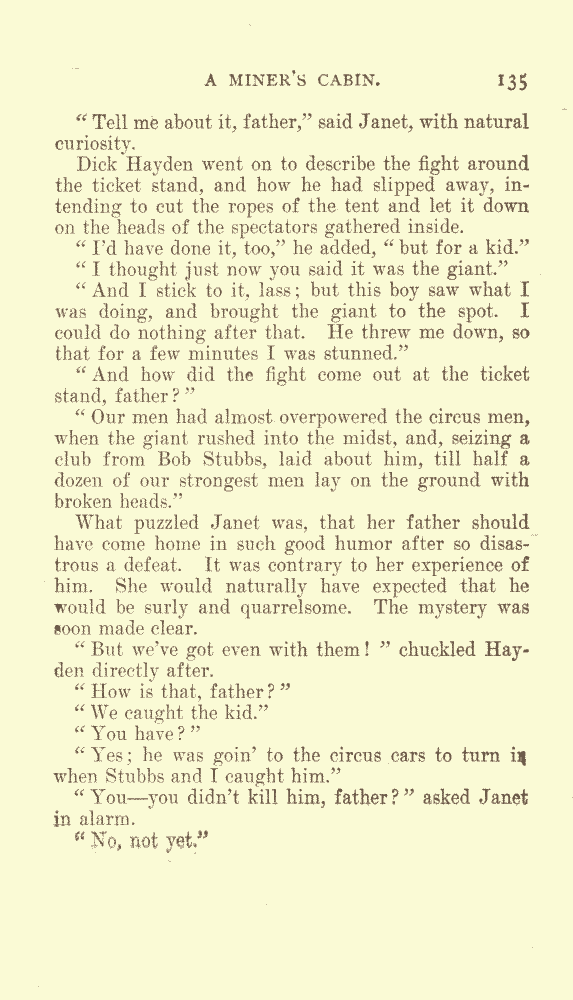 A MINER'S CABIN. 135
“Tell me about it, father,” said Janet, with natural
curiosity.
Dick Hayden went on to describe the fight around
the ticket stand, and how he had slipped away, in-
tending to cut the ropes of the tent and let it down
on the heads of the spectators gathered inside.
“I'd have done it, too,” he added, “but for a kid.”
“I thought just now you said it was the giant.”
“And I stick to it, lass; but this boy saw what I
was doing, and brought the giant to the spot. I
could do nothing after that. He threw me down, so
that for a few minutes I was stunned.”
“And how did the fight come out at the ticket
stand, father?”
“Our men had almost overpowered the circus men,
when the giant rushed into the midst, and, seizing a
club from Bob Stubbs, laid about him, till half a
dozen of our strongest men lay on the ground with
broken heads.”
What puzzled Janet was, that her father should
have come home in such good humor after so disas-
trous a defeat. It was contrary to her experience of
him. She would naturally have expected that he
would be surly and quarrelsome. The mystery was
soon made clear.
“But we've got even with them!” chuckled Hay-
den directly after.
“How is that, father?”
“We caught the kid.”
“You have?”
“Yes; he was goin' to the circus cars to turn in
when Stubbs and I caught him.”
“You—you didn't kill him, father?” asked Janet
in alarm.
“No, not yet.”